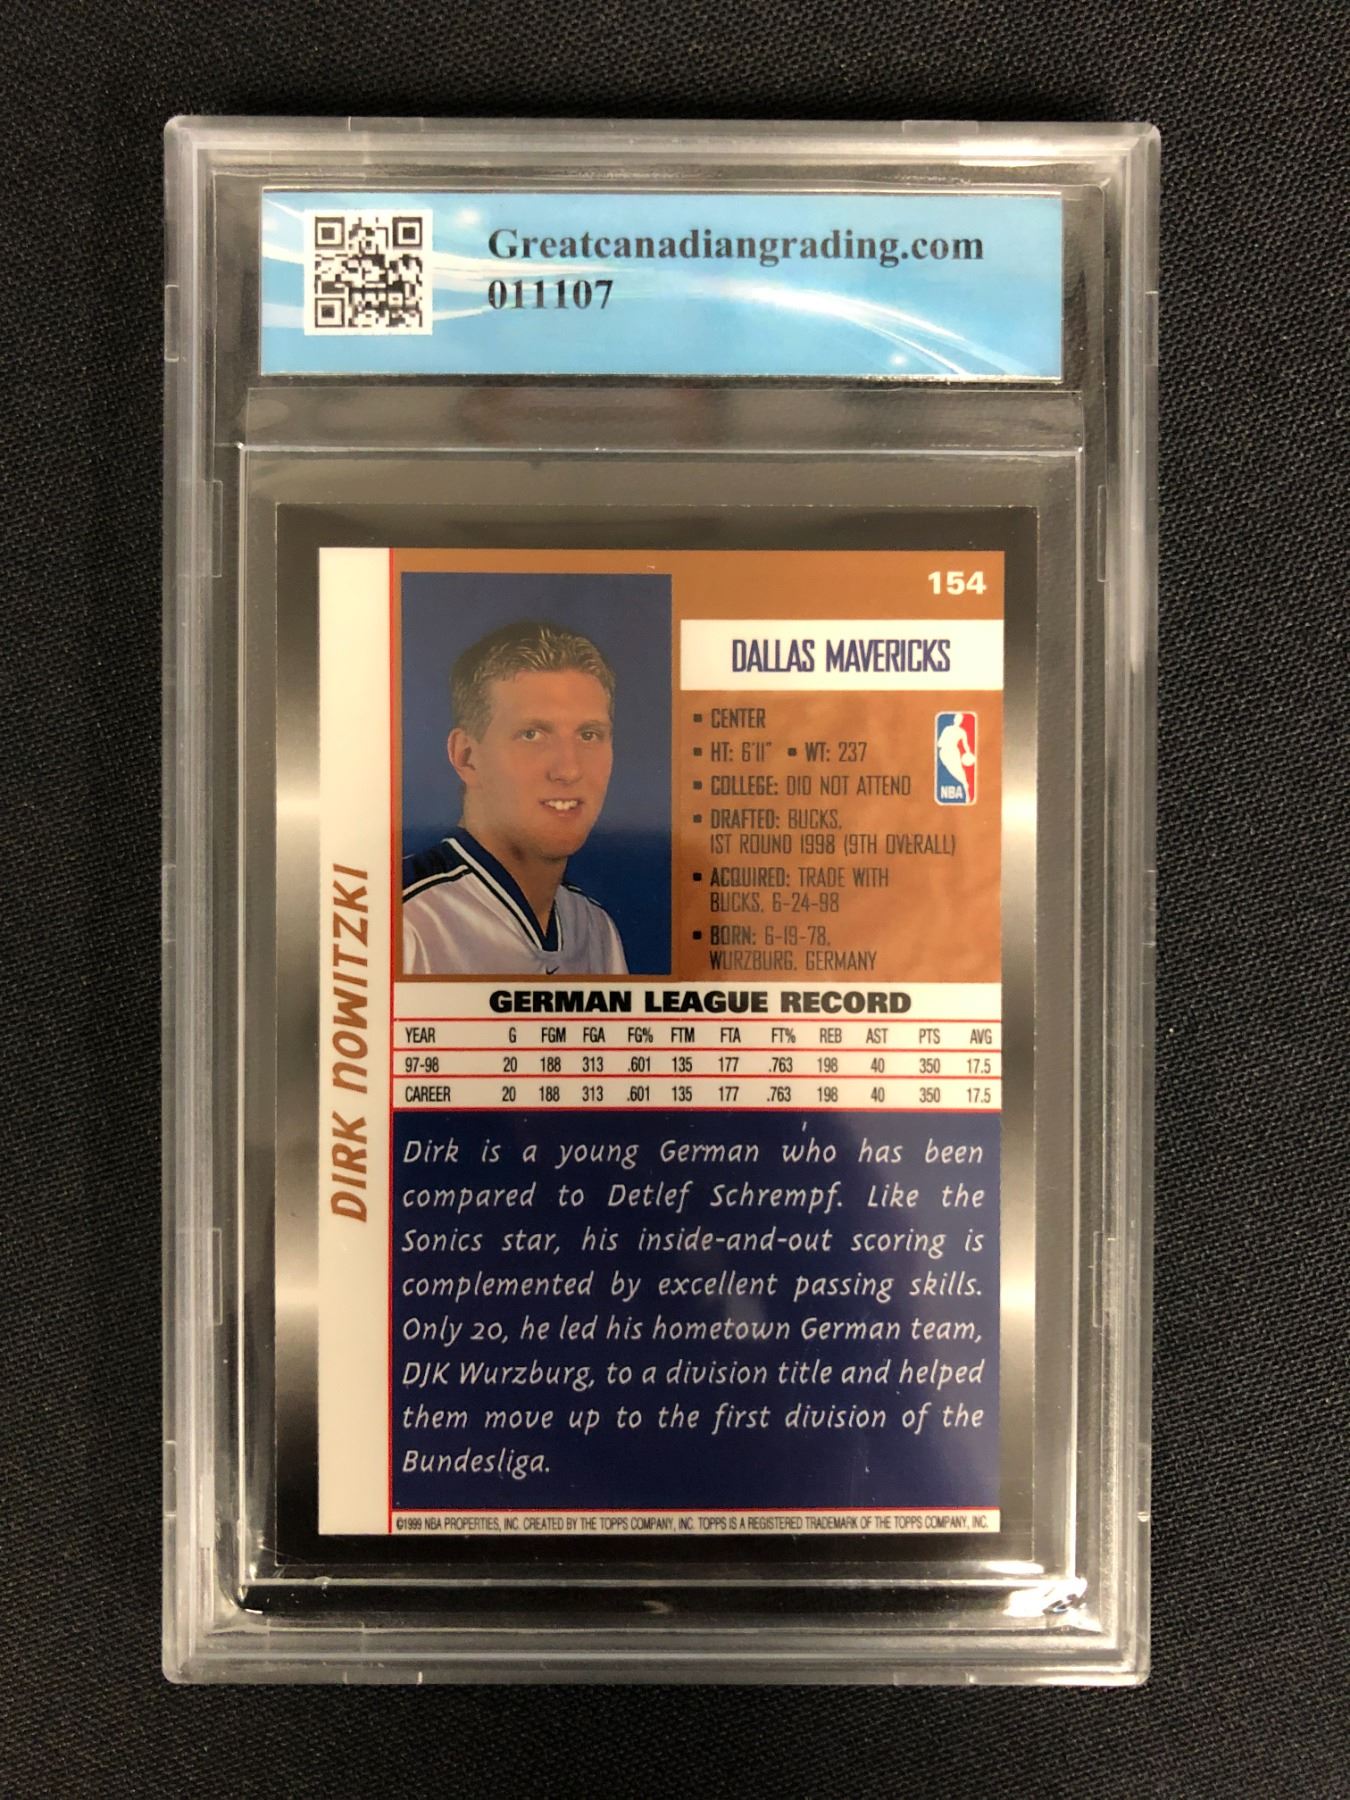 Greatcanadiangrading.com
011107
154
DALLAS MAVERICKS
▪ CENTER
▪ HT: 6'11" ▪ WT: 237
▪ COLLEGE: DID NOT ATTEND
▪ DRAFTED: BUCKS,
1ST ROUND 1998 (9TH OVERALL)
▪ ACQUIRED: TRADE WITH
BUCKS, 6-24-98
▪ BORN: 6-19-78,
WURZBURG, GERMANY
NBA
DIRK NOWITZKI
GERMAN LEAGUE RECORD
YEAR G FGM FGA FG% FTM FTA FT% REB AST PTS AVG
97-98 20 188 313 .601 135 177 .763 198 40 350 17.5
CAREER 20 188 313 .601 135 177 .763 198 40 350 17.5
Dirk is a young German who has been
compared to Detlef Schrempf. Like the
Sonics star, his inside-and-out scoring is
complemented by excellent passing skills.
Only 20, he led his hometown German team,
DJK Wurzburg, to a division title and helped
them move up to the first division of the
Bundesliga.
©1999 NBA PROPERTIES, INC. CREATED BY THE TOPPS COMPANY, INC. TOPPS IS A REGISTERED TRADEMARK OF THE TOPPS COMPANY, INC.